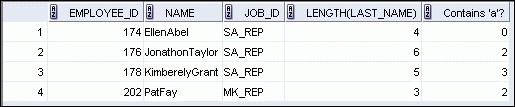 EMPLOYEE_ID NAME JOB_ID LENGTH(LAST_NAME) Contains 'a'?
1 174 EllenAbel SA_REP 4 0
2 176 JonathonTaylor SA_REP 6 2
3 178 KimberelyGrant SA_REP 5 3
4 202 PatFay MK_REP 3 2